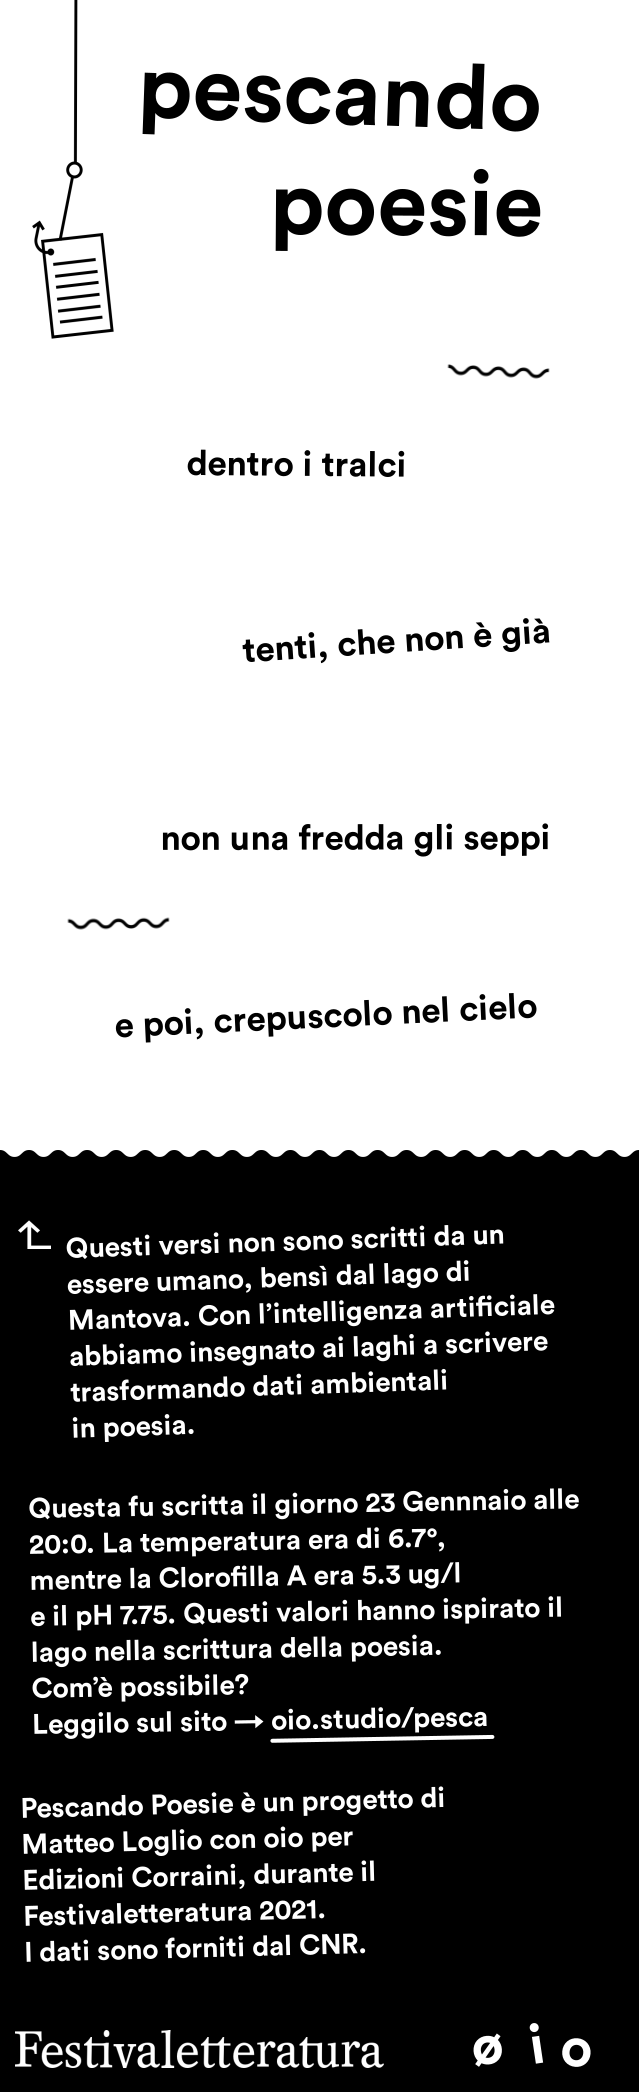 pescando
poesie
dentro i tralci
tenti, che non è già
non una fredda gli seppi
e poi, crepuscolo nel cielo
Questi versi non sono scritti da un
essere umano, bensì dal lago di
Mantova. Con l’intelligenza artificiale
abbiamo insegnato ai laghi a scrivere
trasformando dati ambientali
in poesia.
Questa fu scritta il giorno 23 Gennnaio alle
20:0. La temperatura era di 6.7°,
mentre la Clorofilla A era 5.3 ug/l
e il pH 7.75. Questi valori hanno ispirato il
lago nella scrittura della poesia.
Com’è possibile?
Leggilo sul sito → oio.studio/pesca
Pescando Poesie è un progetto di
Matteo Loglio con oio per
Edizioni Corraini, durante il
Festivaletteratura 2021.
I dati sono forniti dal CNR.
Festivaletteratura øio